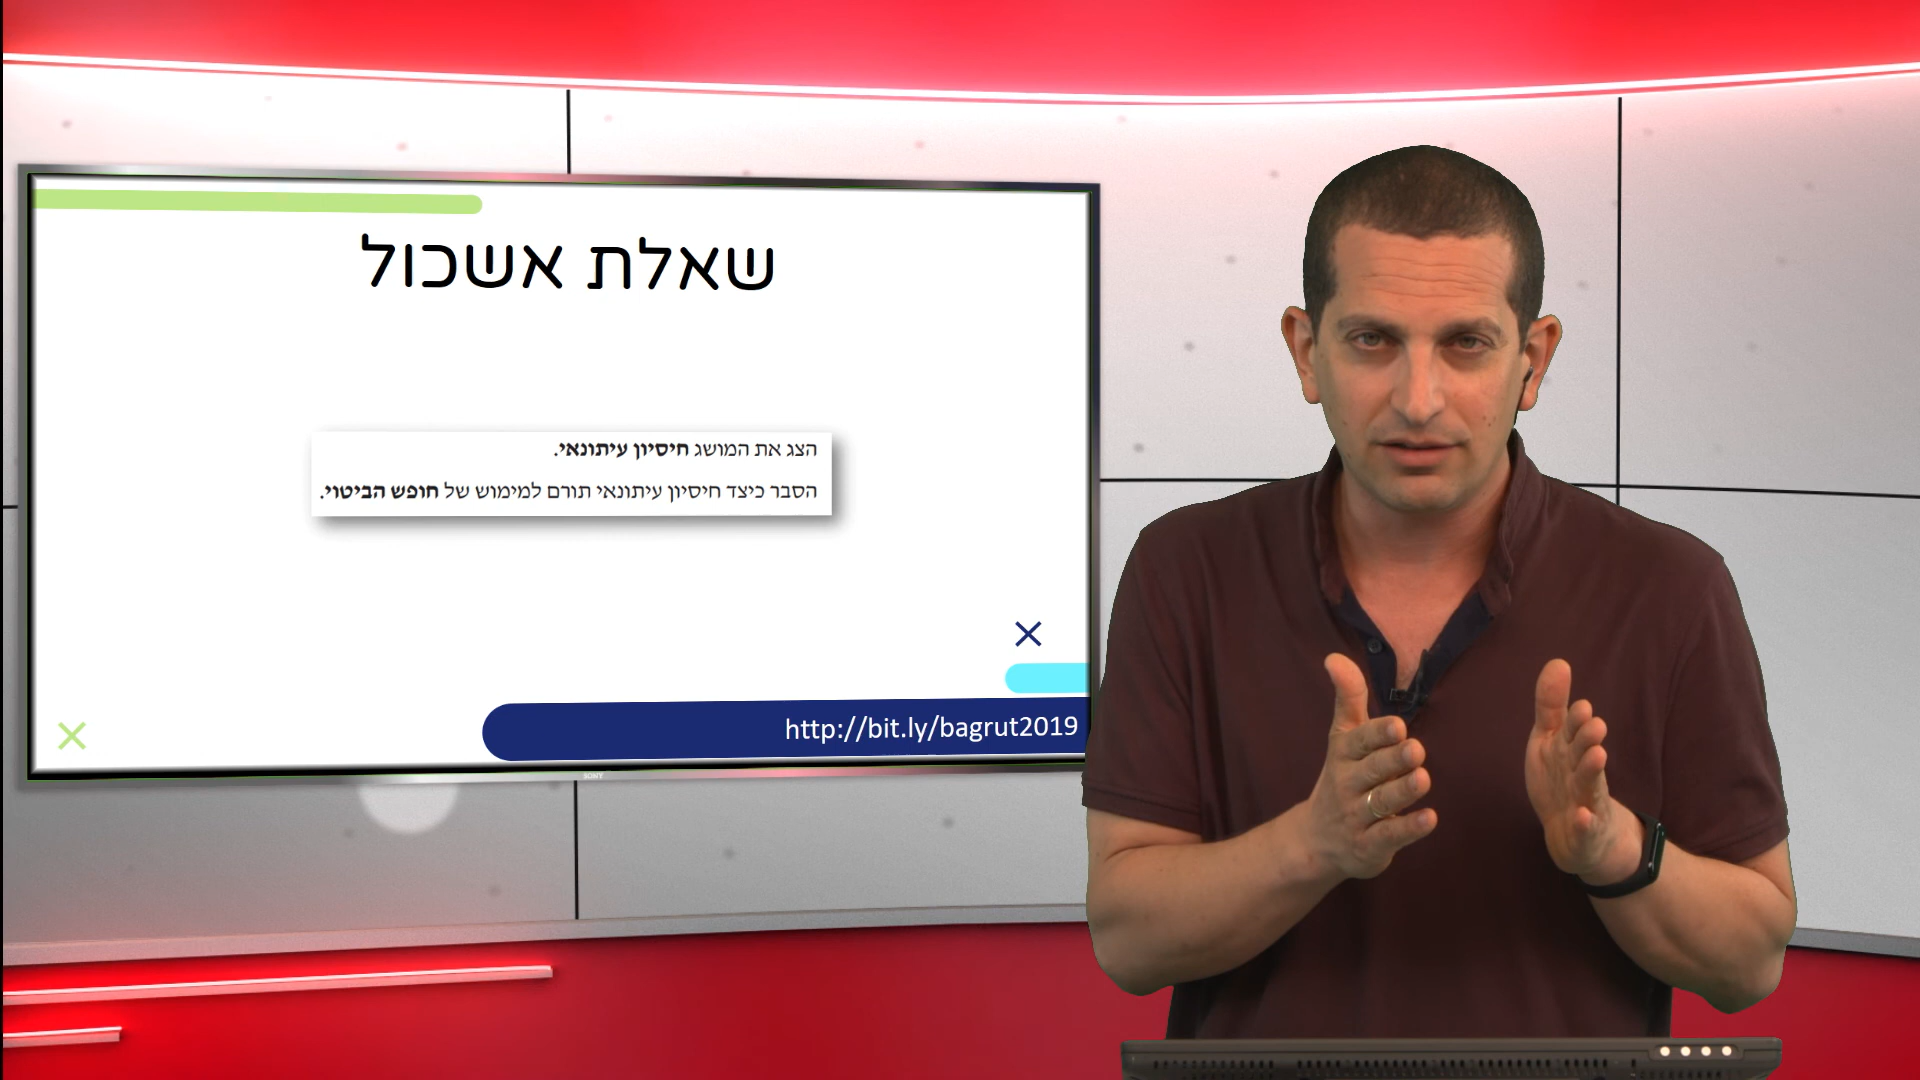 שאלת אשכול
הצג את המושג חיסיון עיתונאי.
הסבר כיצד חיסיון עיתונאי תורם למימוש של חופש הביטוי.
http://bit.ly/bagrut2019
SONY